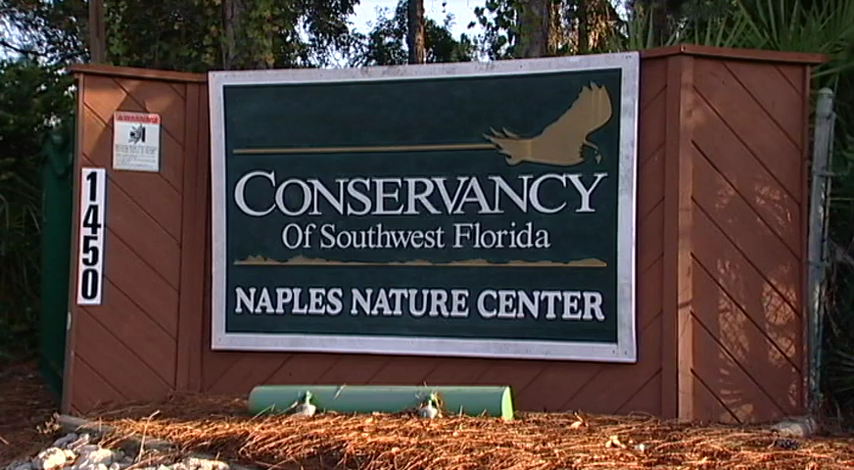 1450
CONSERVANCY
Of Southwest Florida
NAPLES NATURE CENTER